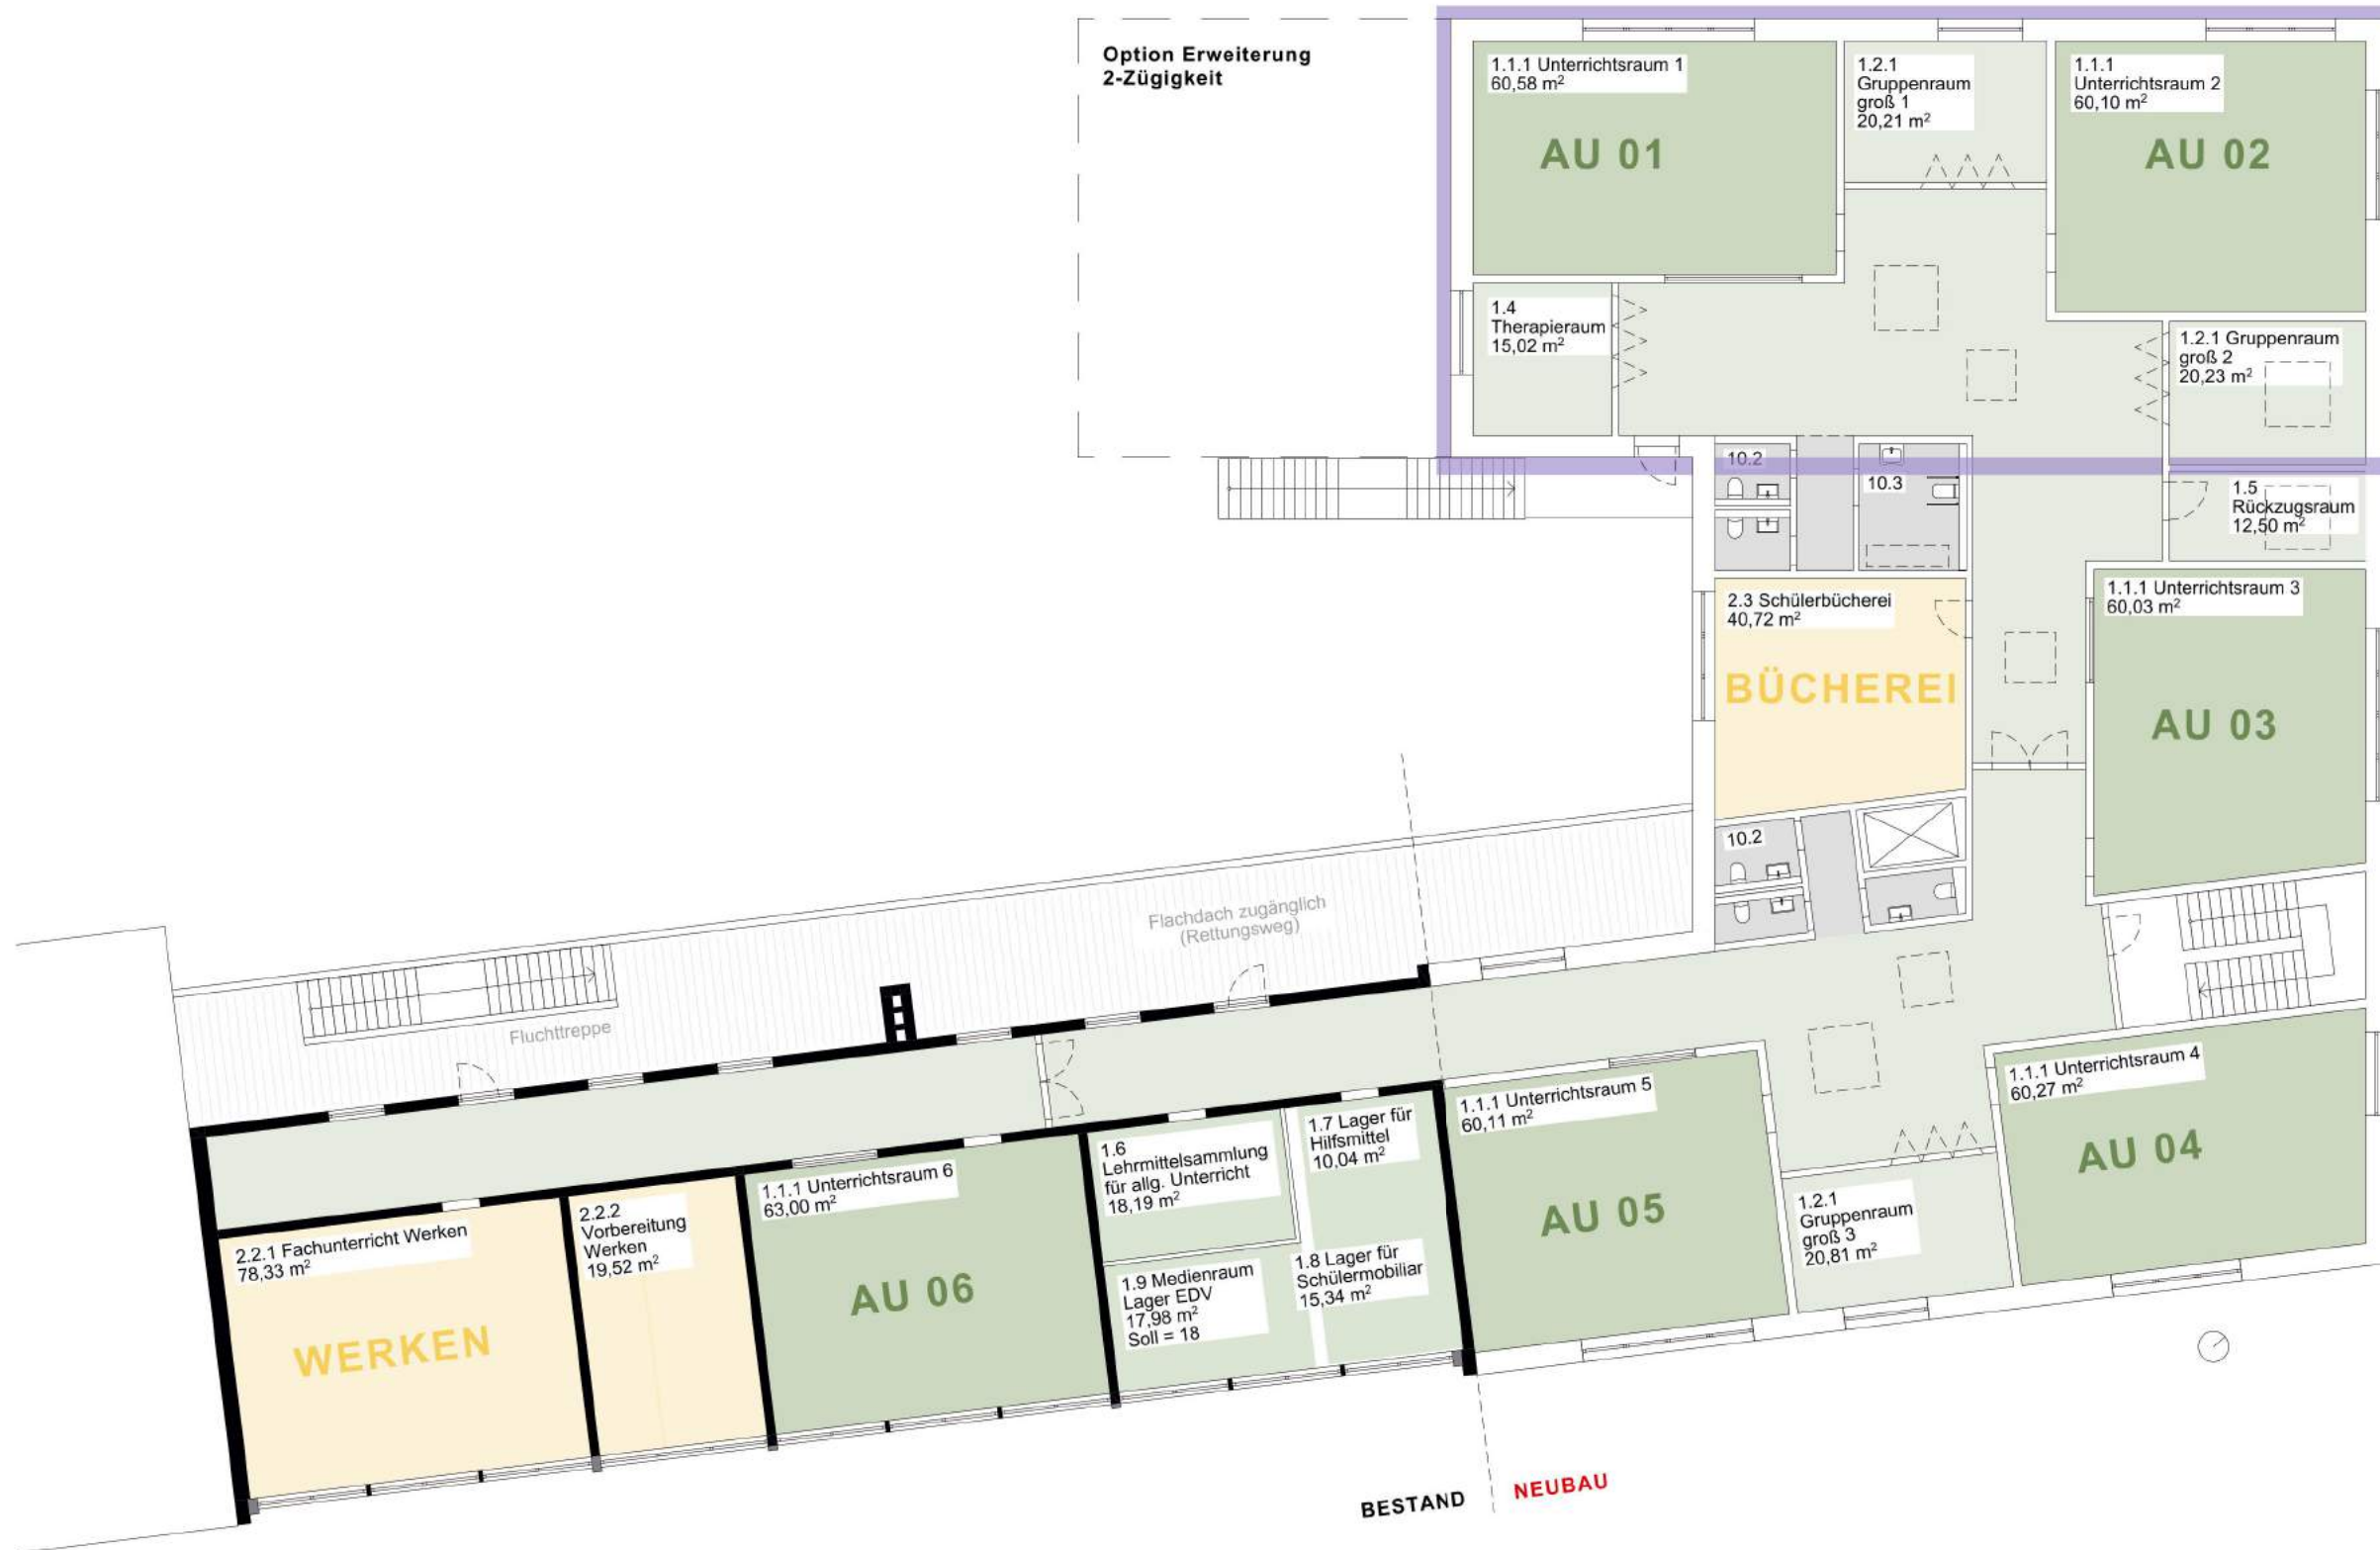 Option Erweiterung
2-Zügigkeit
1.1.1 Unterrichtsraum 1
60,58 m²
AU 01
1.2.1
Gruppenraum
groß 1
20,21 m²
1.1.1
Unterrichtsraum 2
60,10 m²
AU 02
1.4
Therapieraum
15,02 m²
1.2.1 Gruppenraum
groß 2
20,23 m²
10.2
10.3
1.5
Rückzugsraum
12,50 m²
2.3 Schülerbücherei
40,72 m²
BÜCHEREI
1.1.1 Unterrichtsraum 3
60,03 m²
AU 03
10.2
Flachdach zugänglich
(Rettungsweg)
Fluchttreppe
1.1.1 Unterrichtsraum 4
60,27 m²
AU 04
1.1.1 Unterrichtsraum 5
60,11 m²
AU 05
1.2.1
Gruppenraum
groß 3
20,81 m²
1.7 Lager für
Hilfsmittel
10,04 m²
1.6
Lehrmittelsammlung
für allg. Unterricht
18,19 m²
1.8 Lager für
Schülermobiliar
15,34 m²
1.9 Medienraum
Lager EDV
17,98 m²
Soll = 18
1.1.1 Unterrichtsraum 6
63,00 m²
AU 06
2.2.2
Vorbereitung
Werken
19,52 m²
2.2.1 Fachunterricht Werken
78,33 m²
WERKEN
BESTAND
NEUBAU